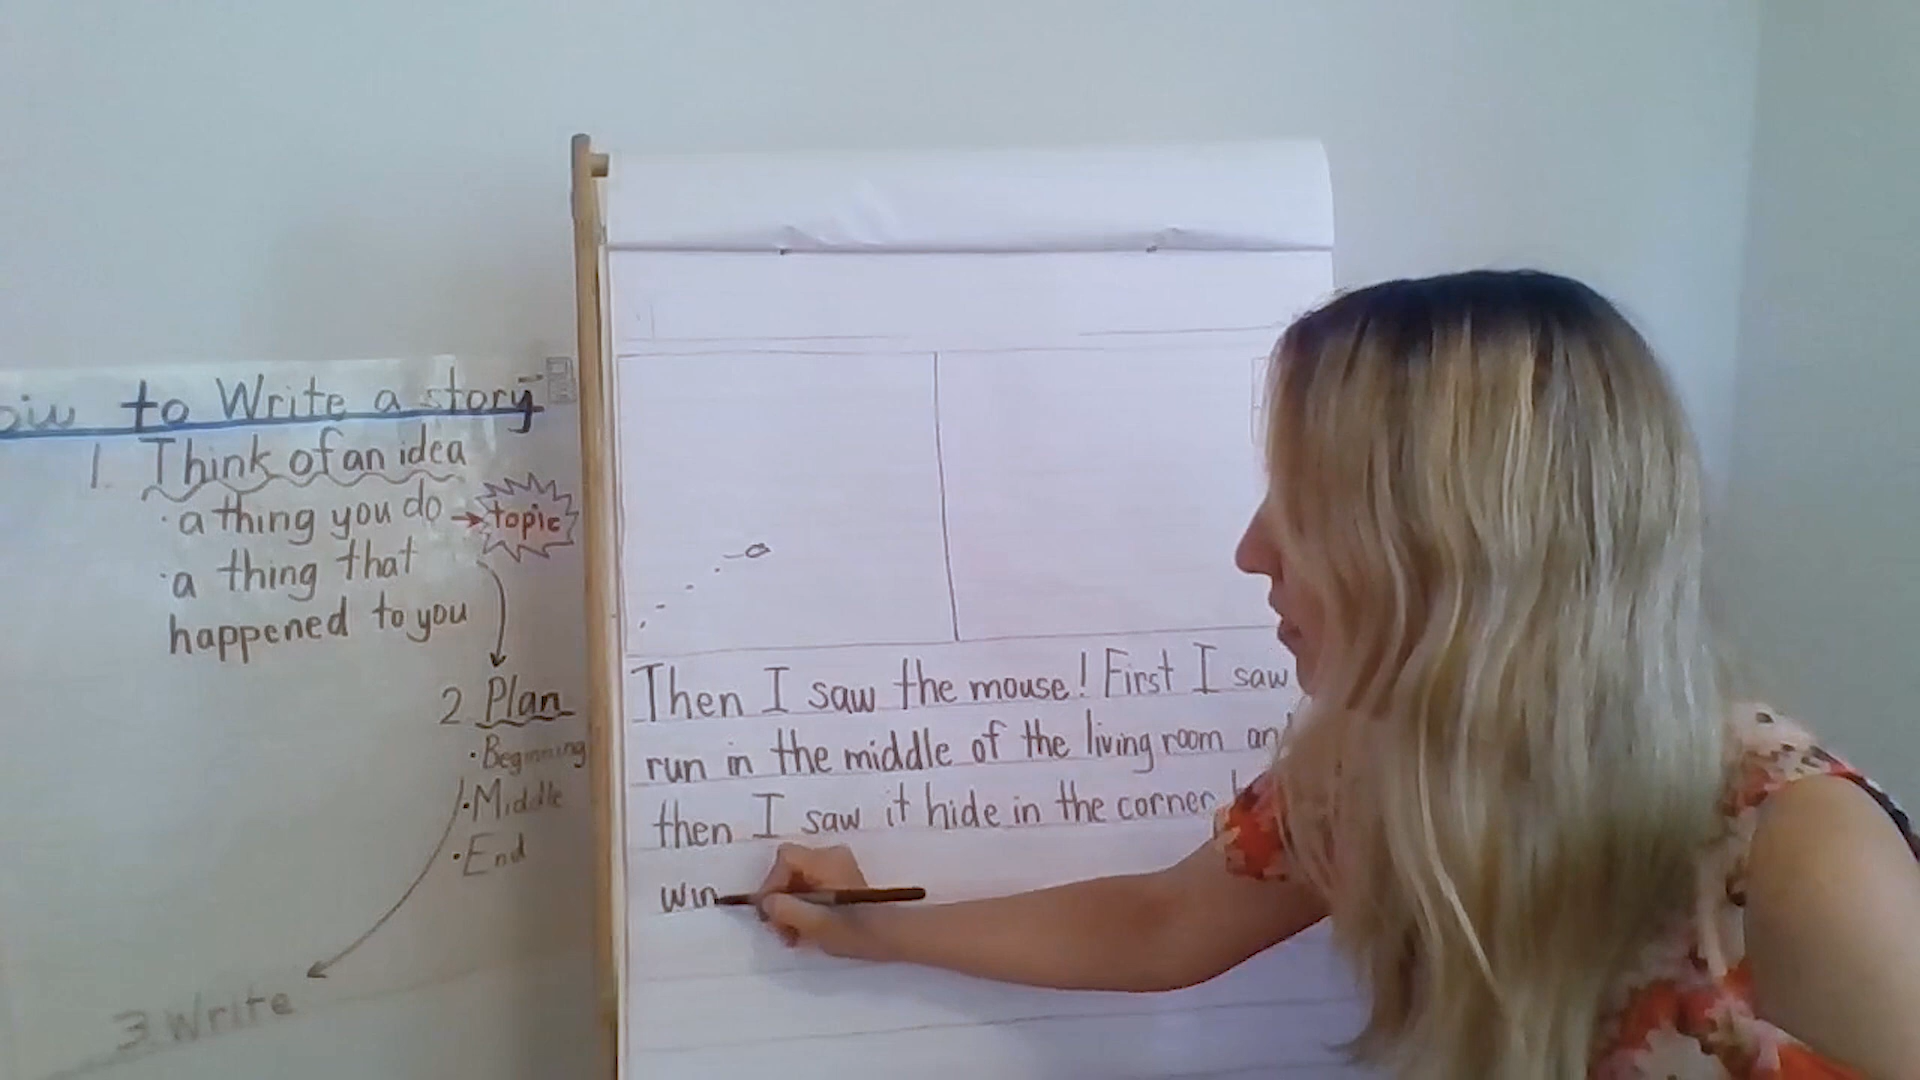 to Write a story
1. Think of an idea
· a thing you do → topic
· a thing that
happened to you
2 Plan
· Beginning
· Middle
· End
3 Write
Then I saw the mouse! First I saw
run in the middle of the living room
then I saw it hide in the corner
win